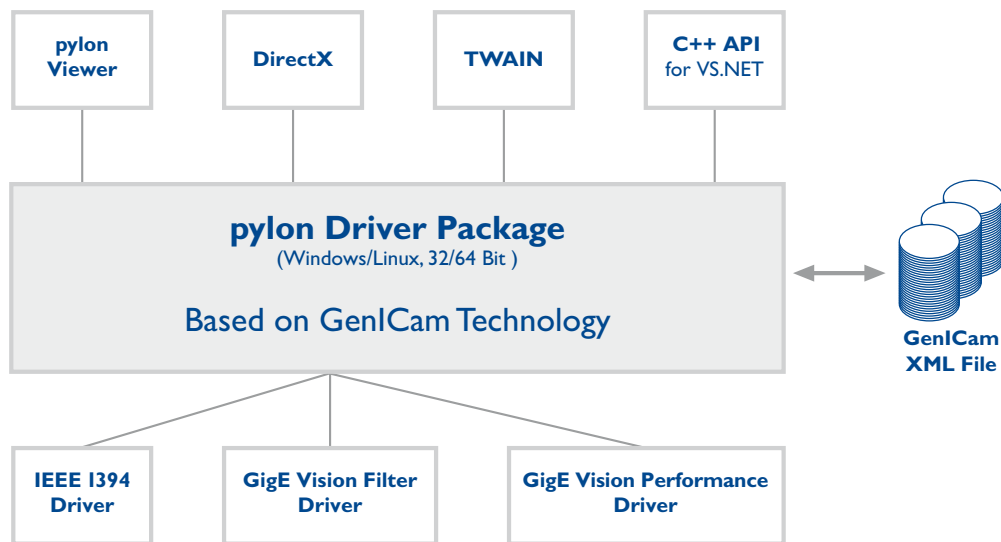 pylon
Viewer
DirectX
TWAIN
C++ API
for VS.NET
pylon Driver Package
(Windows/Linux, 32/64 Bit )
Based on GenICam Technology
GenICam
XML File
IEEE 1394
Driver
GigE Vision Filter
Driver
GigE Vision Performance
Driver